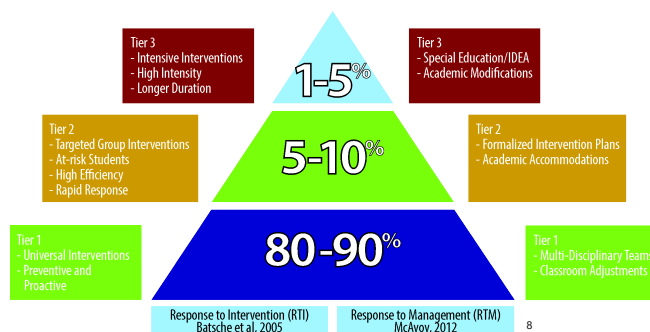 Tier 3
- Intensive Interventions
- High Intensity
- Longer Duration
1-5%
Tier 3
- Special Education/IDEA
- Academic Modifications
Tier 2
- Targeted Group Interventions
- At-risk Students
- High Efficiency
- Rapid Response
5-10%
Tier 2
- Formalized Intervention Plans
- Academic Accommodations
Tier 1
- Universal Interventions
- Preventive and
Proactive
80-90%
Tier 1
- Multi-Disciplinary Teams
- Classroom Adjustments
Response to Intervention (RTI)
Batsche et al, 2005
Response to Management (RTM)
McAvoy, 2012
8